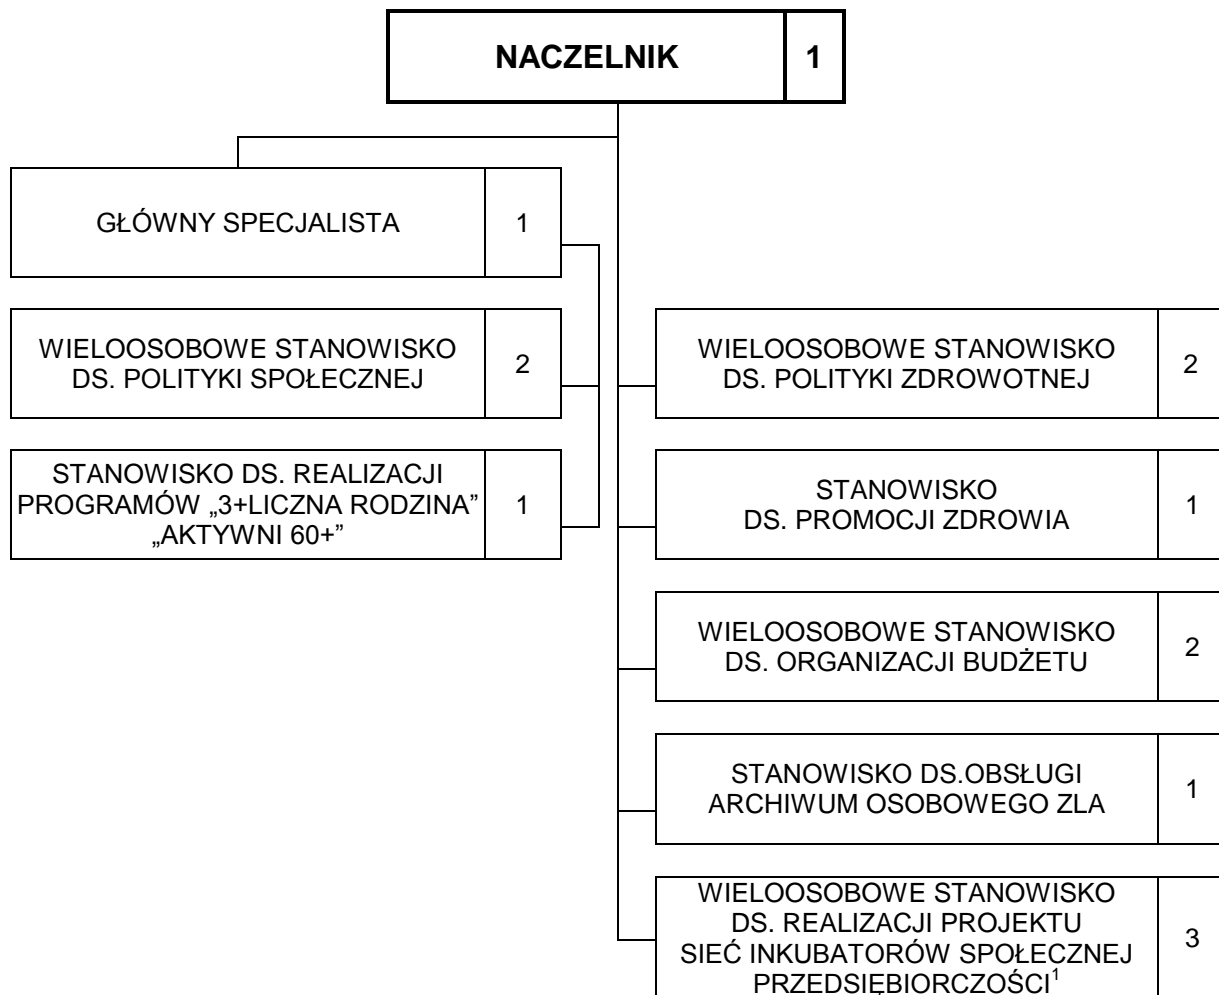 NACZELNIK 1
GŁÓWNY SPECJALISTA 1
WIELOOSOBOWE STANOWISKO
DS. POLITYKI SPOŁECZNEJ 2
STANOWISKO DS. REALIZACJI
PROGRAMÓW „3+LICZNA RODZINA”
„AKTYWNI 60+” 1
WIELOOSOBOWE STANOWISKO
DS. POLITYKI ZDROWOTNEJ 2
STANOWISKO
DS. PROMOCJI ZDROWIA 1
WIELOOSOBOWE STANOWISKO
DS. ORGANIZACJI BUDŻETU 2
STANOWISKO DS.OBSŁUGI
ARCHIWUM OSOBOWEGO ZLA 1
WIELOOSOBOWE STANOWISKO
DS. REALIZACJI PROJEKTU
SIEĆ INKUBATORÓW SPOŁECZNEJ
PRZEDSIĘBIORCZOŚCI¹ 3